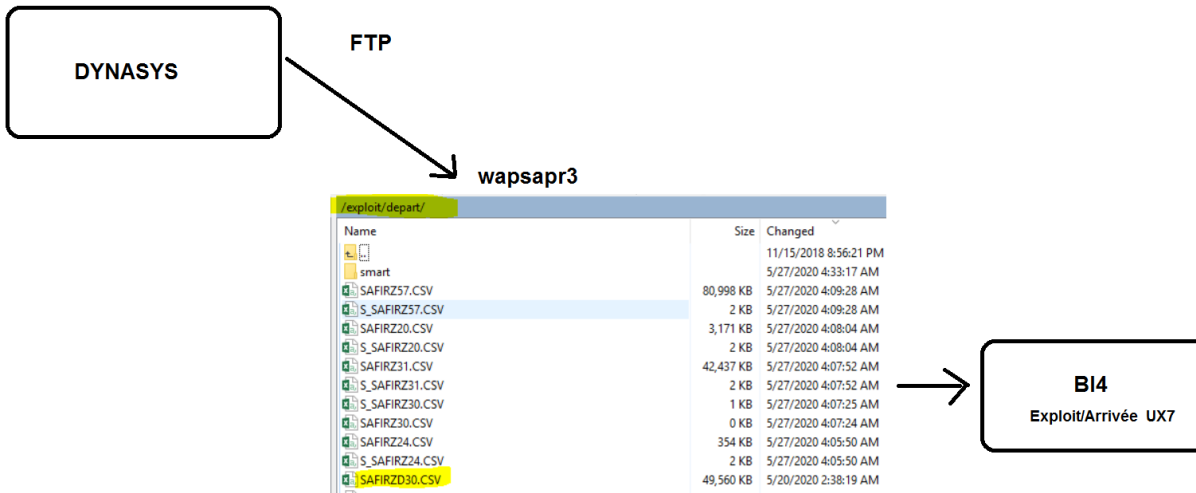 DYNASYS
FTP
wapsapr3
/exploit/depart/
Name Size Changed
.. 11/15/2018 8:56:21 PM
smart 5/27/2020 4:33:17 AM
SAFIRZ57.CSV 80,998 KB 5/27/2020 4:09:28 AM
S_SAFIRZ57.CSV 2 KB 5/27/2020 4:09:28 AM
SAFIRZ20.CSV 3,171 KB 5/27/2020 4:08:04 AM
S_SAFIRZ20.CSV 2 KB 5/27/2020 4:08:04 AM
SAFIRZ31.CSV 42,437 KB 5/27/2020 4:07:52 AM
S_SAFIRZ31.CSV 2 KB 5/27/2020 4:07:52 AM
S_SAFIRZ30.CSV 1 KB 5/27/2020 4:07:25 AM
SAFIRZ30.CSV 0 KB 5/27/2020 4:07:24 AM
SAFIRZ24.CSV 354 KB 5/27/2020 4:05:50 AM
S_SAFIRZ24.CSV 2 KB 5/27/2020 4:05:50 AM
SAFIRZD30.CSV 49,560 KB 5/20/2020 2:38:19 AM
BI4
Exploit/Arrivée UX7